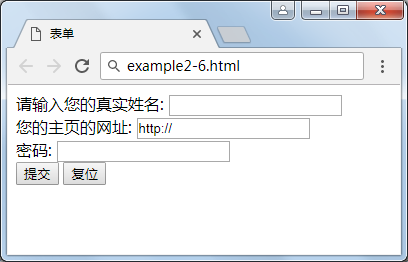 表单
example2-6.html
请输入您的真实姓名:
您的主页的网址: http://
密码:
提交 复位